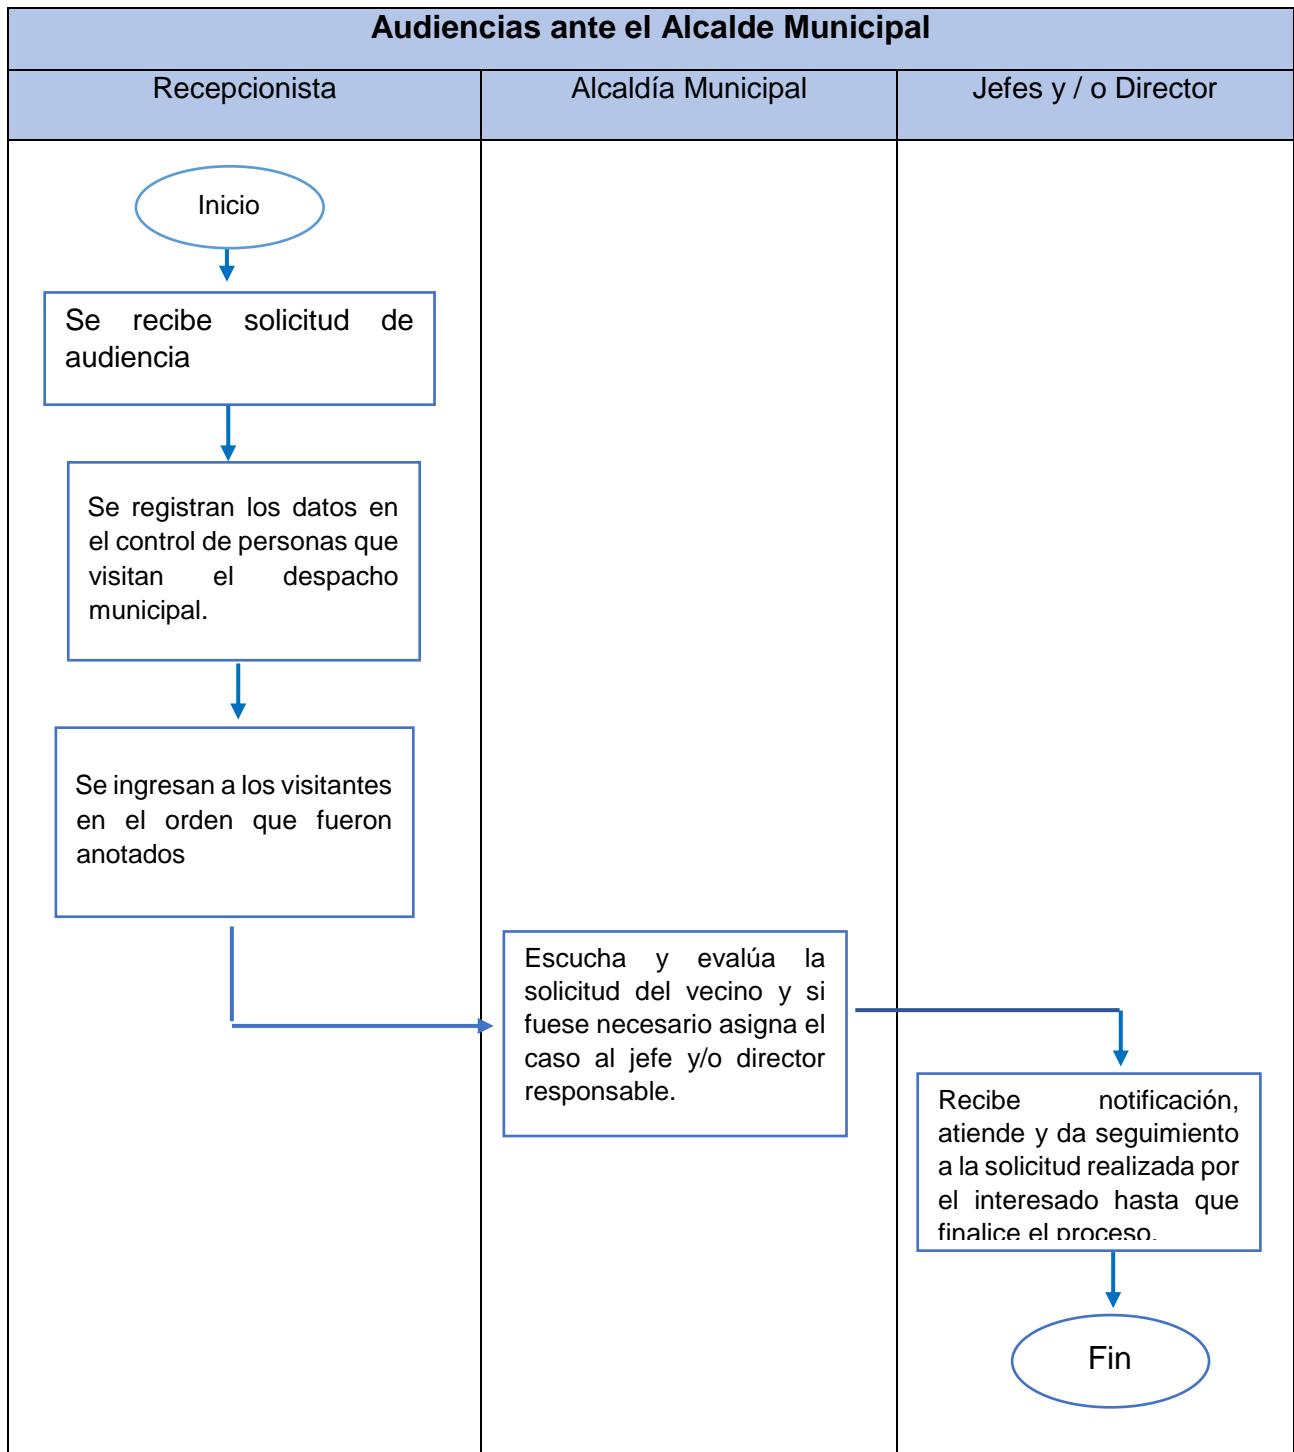 Audiencias ante el Alcalde Municipal
Recepcionista
Alcaldía Municipal
Jefes y / o Director
Inicio
Se recibe solicitud de
audiencia
Se registran los datos en
el control de personas que
visitan el despacho
municipal.
Se ingresan a los visitantes
en el orden que fueron
anotados
Escucha y evalúa la
solicitud del vecino y si
fuese necesario asigna el
caso al jefe y/o director
responsable.
Recibe notificación,
atiende y da seguimiento
a la solicitud realizada por
el interesado hasta que
finalice el proceso.
Fin